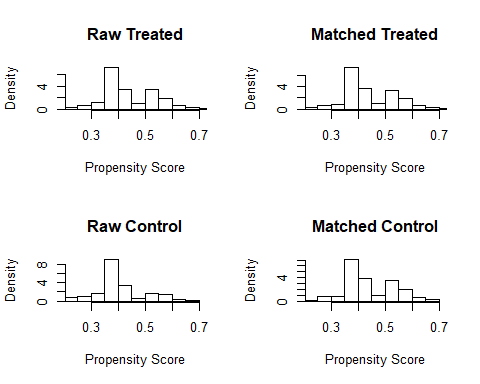 Raw Treated
Density
0 4
0.3 0.5 0.7
Propensity Score
Matched Treated
Density
0 4
0.3 0.5 0.7
Propensity Score
Raw Control
Density
0 4 8
0.3 0.5 0.7
Propensity Score
Matched Control
Density
0 4
0.3 0.5 0.7
Propensity Score